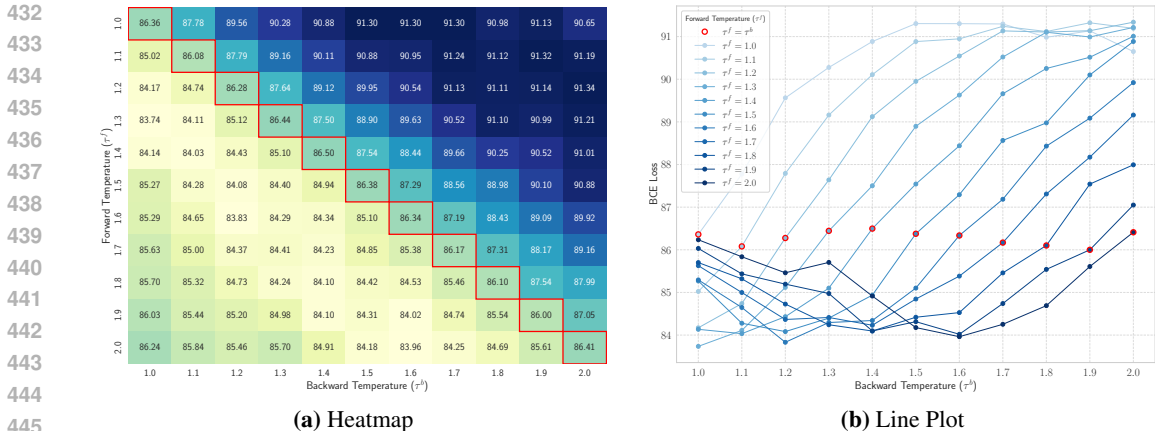 432
433
434
435
436
437
438
439
440
441
442
443
444
445
Forward Temperature (τ^f)
1.0 86.36 87.78 89.56 90.28 90.88 91.30 91.30 91.30 90.98 91.13 90.65
1.1 85.02 86.08 87.79 89.16 90.11 90.88 90.95 91.24 91.12 91.32 91.19
1.2 84.17 84.74 86.28 87.64 89.12 89.95 90.54 91.13 91.11 91.14 91.34
1.3 83.74 84.11 85.12 86.44 87.50 88.90 89.63 90.52 91.10 90.99 91.21
1.4 84.14 84.03 84.43 85.10 86.50 87.54 88.44 89.66 90.25 90.52 91.01
1.5 85.27 84.28 84.08 84.40 84.94 86.38 87.29 88.56 88.98 90.10 90.88
1.6 85.29 84.65 83.83 84.29 84.34 85.10 86.34 87.19 88.43 89.09 89.92
1.7 85.63 85.00 84.37 84.41 84.23 84.85 85.38 86.17 87.31 88.17 89.16
1.8 85.70 85.32 84.73 84.24 84.10 84.42 84.53 85.46 86.10 87.54 87.99
1.9 86.03 85.44 85.20 84.98 84.10 84.31 84.02 84.74 85.54 86.00 87.05
2.0 86.24 85.84 85.46 85.70 84.91 84.18 83.96 84.25 84.69 85.61 86.41
1.0 1.1 1.2 1.3 1.4 1.5 1.6 1.7 1.8 1.9 2.0
Backward Temperature (τ^b)
(a) Heatmap
BCE Loss
91
90
89
88
87
86
85
84
Forward Temperature (τ^f)
τ^f = τ^b
τ^f = 1.0
τ^f = 1.1
τ^f = 1.2
τ^f = 1.3
τ^f = 1.4
τ^f = 1.5
τ^f = 1.6
τ^f = 1.7
τ^f = 1.8
τ^f = 1.9
τ^f = 2.0
1.0 1.1 1.2 1.3 1.4 1.5 1.6 1.7 1.8 1.9 2.0
Backward Temperature (τ^b)
(b) Line Plot